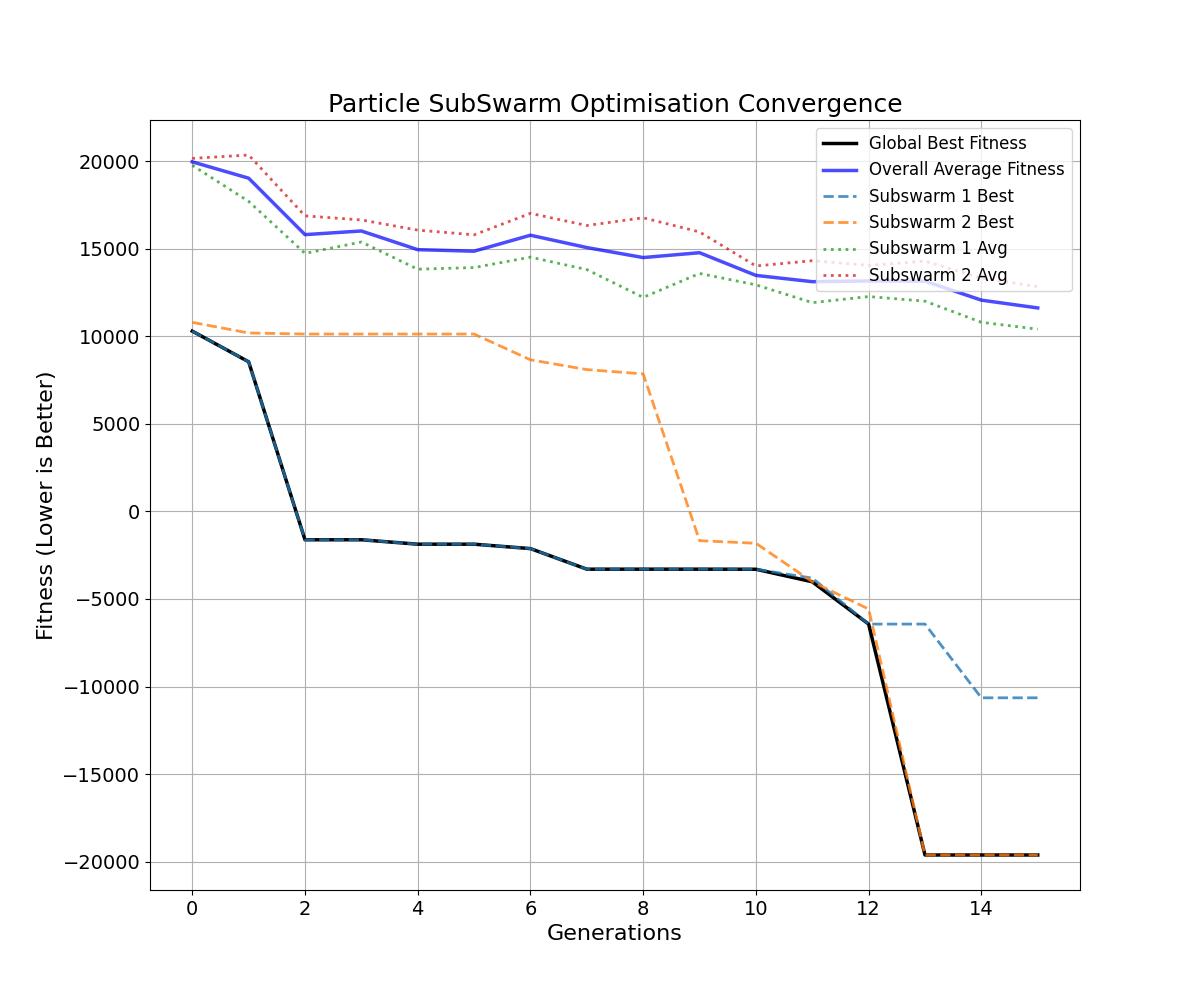 Particle SubSwarm Optimisation Convergence
Fitness (Lower is Better)
20000
15000
10000
5000
0
−5000
−10000
−15000
−20000
Global Best Fitness
Overall Average Fitness
Subswarm 1 Best
Subswarm 2 Best
Subswarm 1 Avg
Subswarm 2 Avg
0 2 4 6 8 10 12 14
Generations